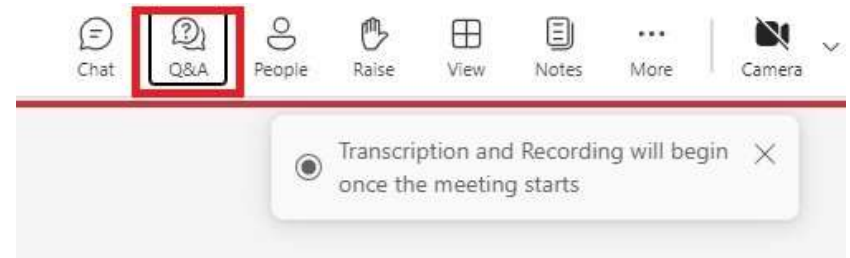 Chat Q&A People Raise View Notes More Camera
Transcription and Recording will begin
once the meeting starts